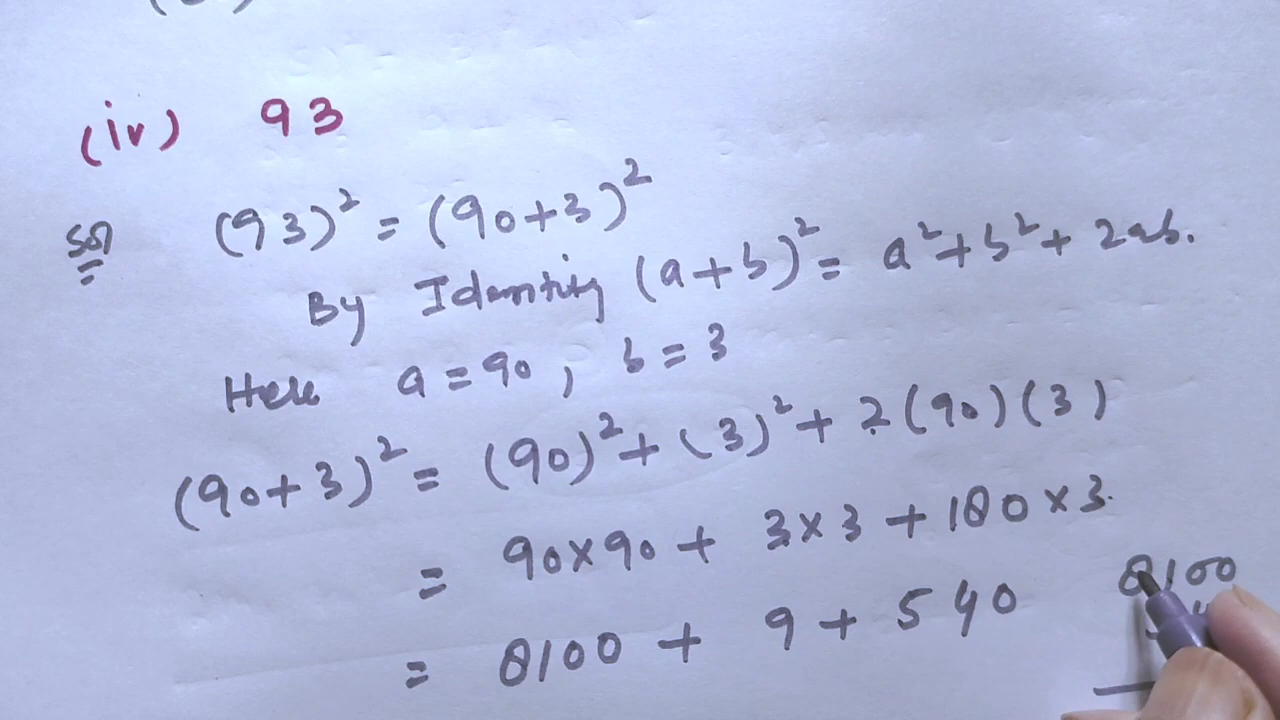 (iv) 93
Sol (93)² = (90+3)²
By Identity (a+b)² = a²+b²+ 2ab.
Here a = 90 , b = 3
(90+3)² = (90)² + (3)² + 2(90)(3)
= 90×90 + 3×3 + 180×3
= 8100 + 9 + 540
8100